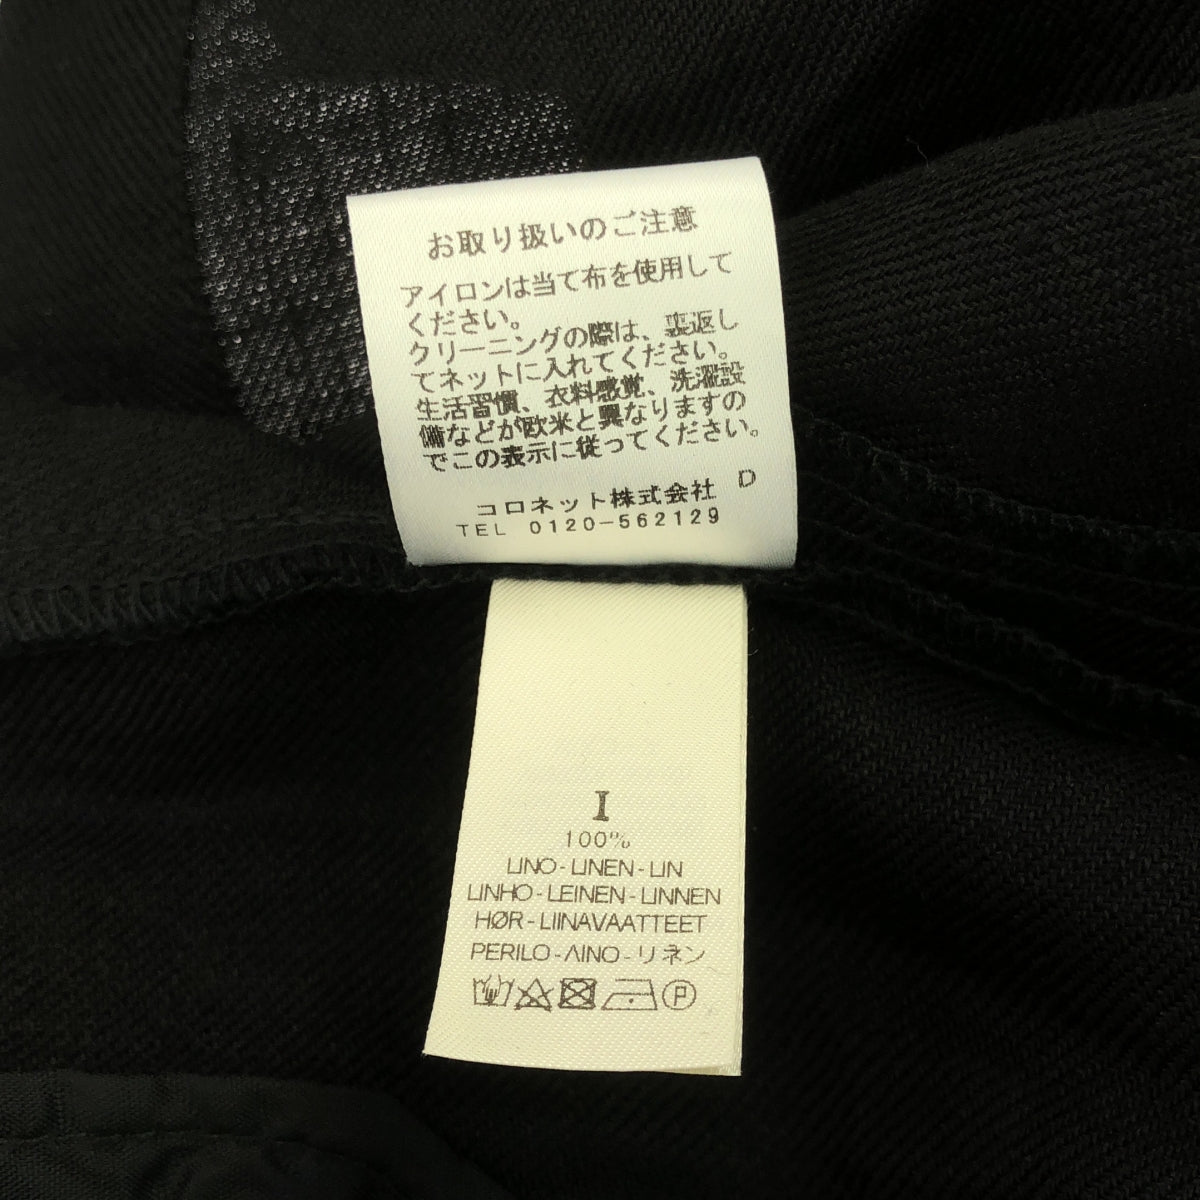 お取り扱いのご注意
アイロンは当て布を使用して
ください。
クリーニングの際は、裏返し
てネットに入れてください。
生活習慣、衣料感覚、洗濯設
備などが欧米と異なりますの
でこの表示に従ってください。
コロネット株式会社 D
TEL 0120-562129
I
100%
LINO-LINEN-LIN
LINHO-LEINEN-LINNEN
HØR-LIINAVAATTEET
PERILO-ΛINO-リネン
P